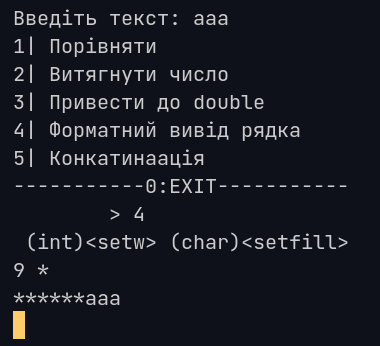 Введіть текст: aaa
1| Порівняти
2| Витягнути число
3| Привести до double
4| Форматний вивід рядка
5| Конкатинаація
-----------0:EXIT-----------
        > 4
 (int)<setw> (char)<setfill>
9 *
******aaa